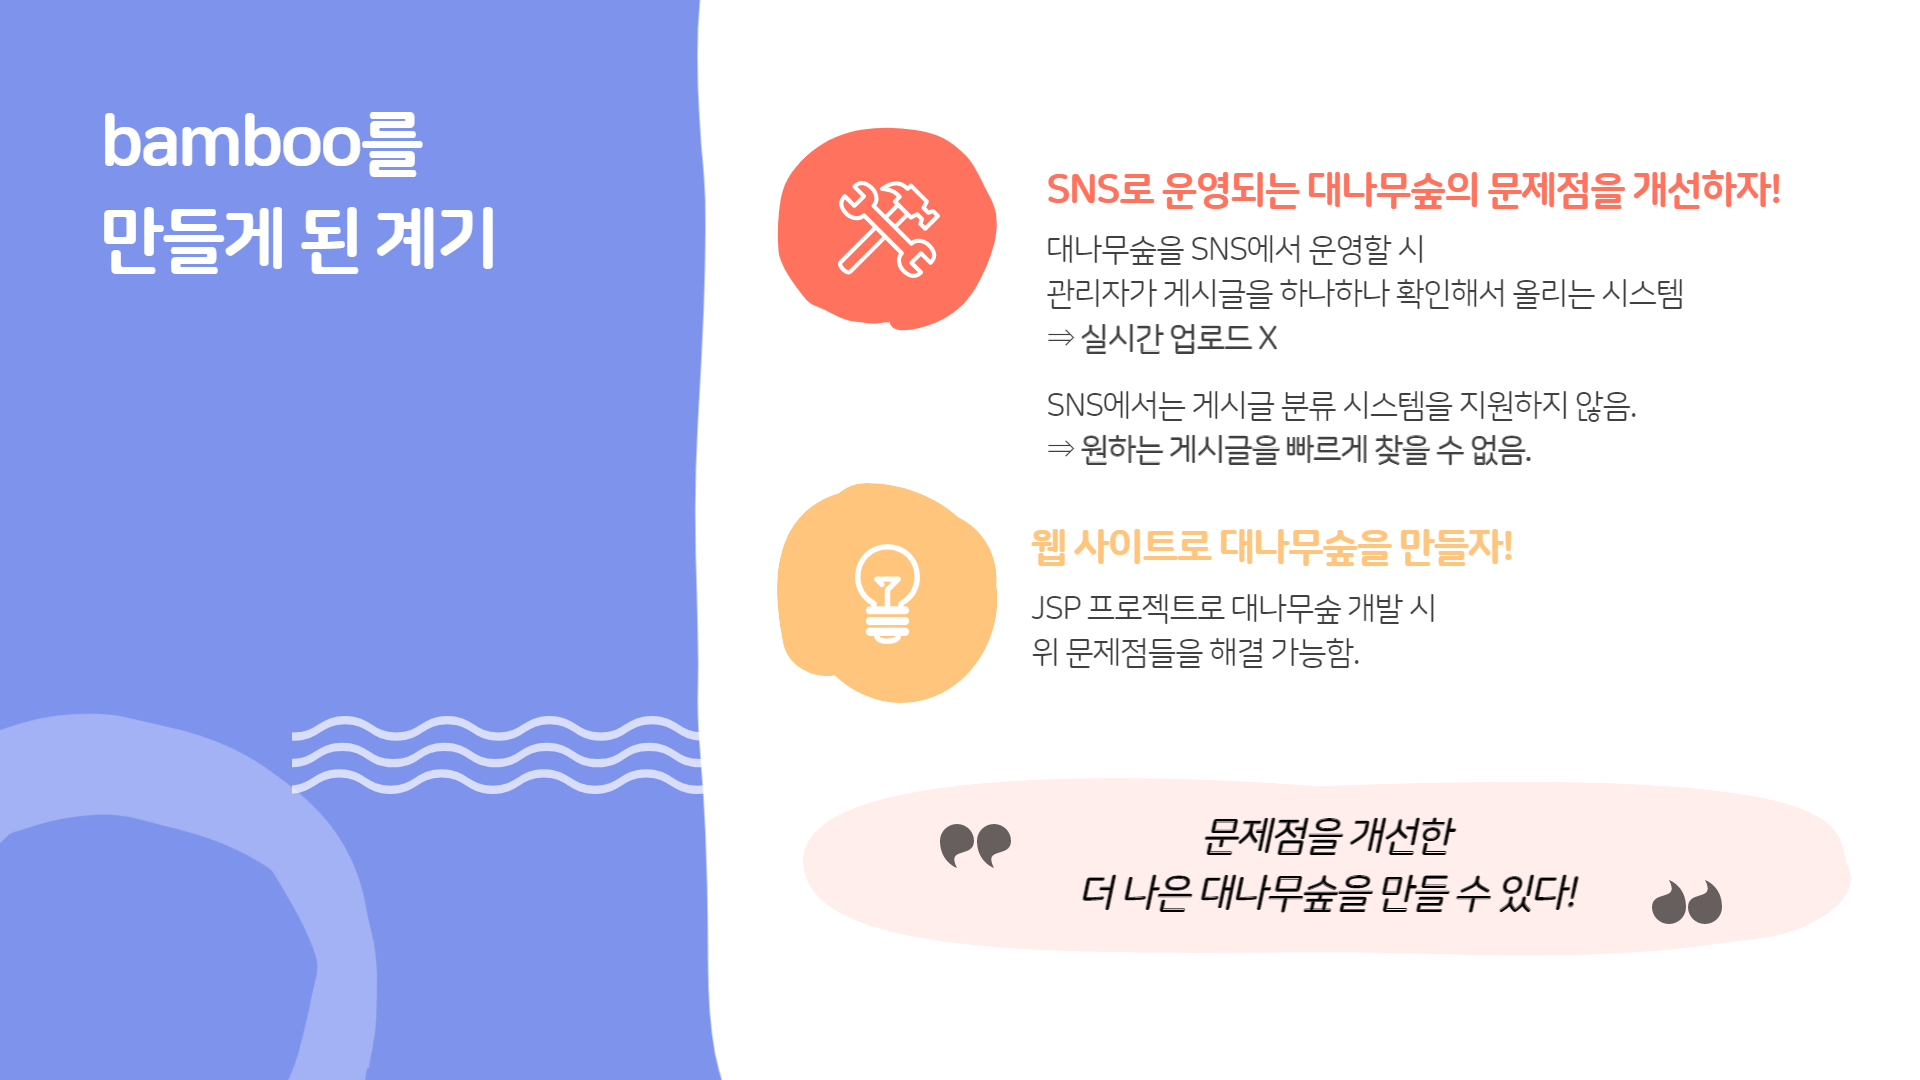 bamboo를
만들게 된 계기
SNS로 운영되는 대나무숲의 문제점을 개선하자!
대나무숲을 SNS에서 운영할 시
관리자가 게시글을 하나하나 확인해서 올리는 시스템
⇒ 실시간 업로드 X
SNS에서는 게시글 분류 시스템을 지원하지 않음.
⇒ 원하는 게시글을 빠르게 찾을 수 없음.
웹 사이트로 대나무숲을 만들자!
JSP 프로젝트로 대나무숲 개발 시
위 문제점들을 해결 가능함.
문제점을 개선한
더 나은 대나무숲을 만들 수 있다!